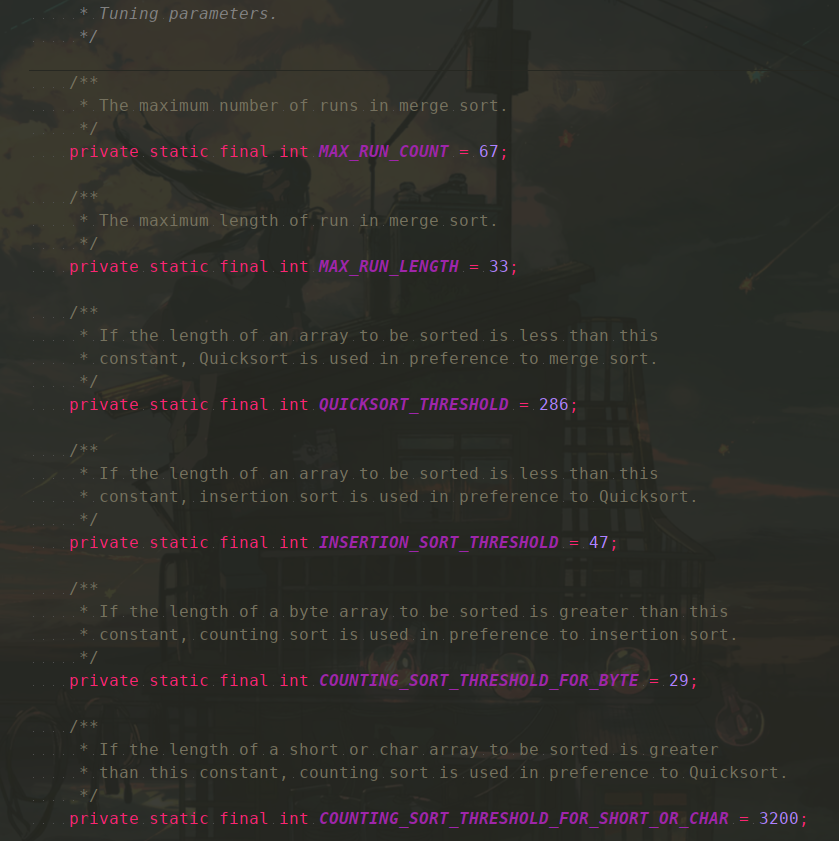 * Tuning parameters.
*/
/**
* The maximum number of runs in merge sort.
*/
private static final int MAX_RUN_COUNT = 67;
/**
* The maximum length of run in merge sort.
*/
private static final int MAX_RUN_LENGTH = 33;
/**
* If the length of an array to be sorted is less than this
* constant, Quicksort is used in preference to merge sort.
*/
private static final int QUICKSORT_THRESHOLD = 286;
/**
* If the length of an array to be sorted is less than this
* constant, insertion sort is used in preference to Quicksort.
*/
private static final int INSERTION_SORT_THRESHOLD = 47;
/**
* If the length of a byte array to be sorted is greater than this
* constant, counting sort is used in preference to insertion sort.
*/
private static final int COUNTING_SORT_THRESHOLD_FOR_BYTE = 29;
/**
* If the length of a short or char array to be sorted is greater
* than this constant, counting sort is used in preference to Quicksort.
*/
private static final int COUNTING_SORT_THRESHOLD_FOR_SHORT_OR_CHAR = 3200;